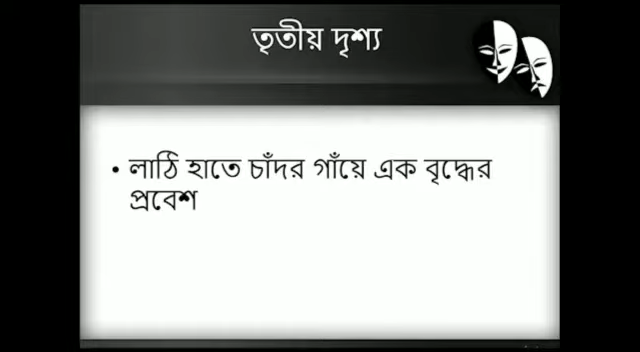 তৃতীয় দৃশ্য
• লাঠি হাতে চাঁদর গাঁয়ে এক বৃদ্ধের
প্রবেশ